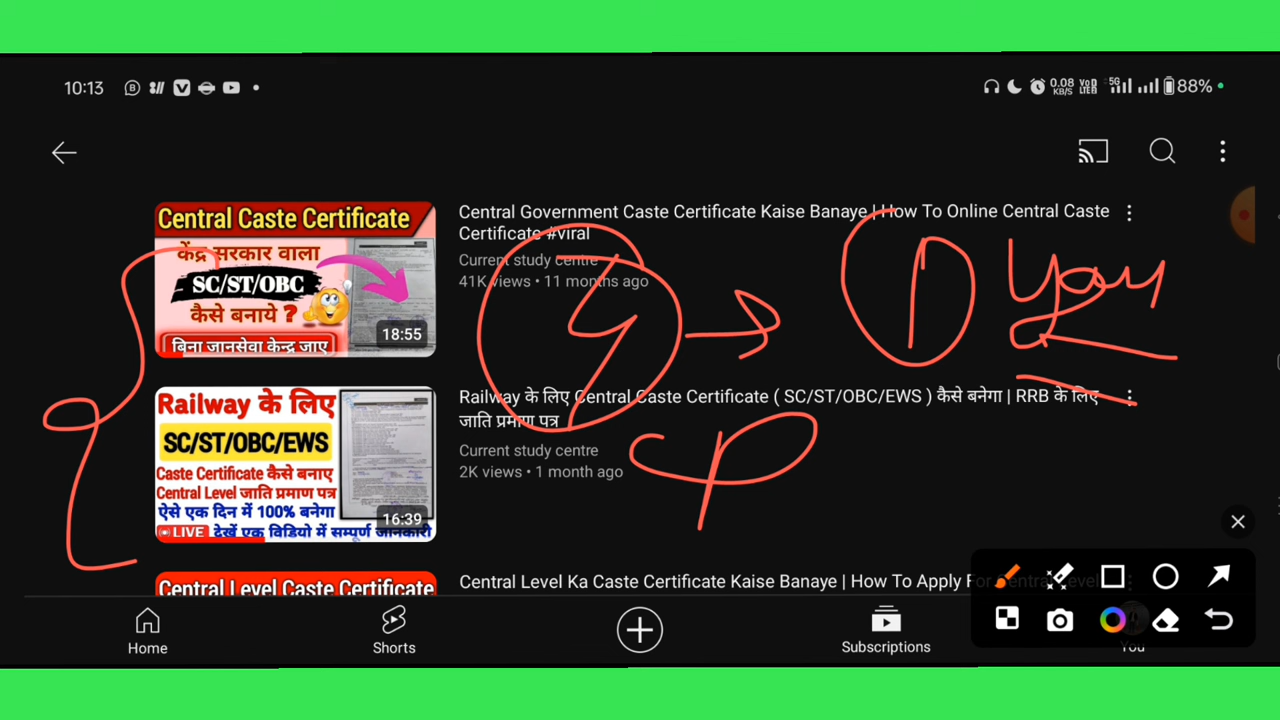 10:13
0.08 KB/S
VoD LTE
5G
88%
Central Caste Certificate
केंद्र सरकार वाला
SC/ST/OBC
कैसे बनाये ?
बिना जानसेवा केन्द्र जाए
18:55
Central Government Caste Certificate Kaise Banaye | How To Online Central Caste
Certificate #viral
Current study centre
41K views • 11 months ago
Railway के लिए
SC/ST/OBC/EWS
Caste Certificate कैसे बनाए
Central Level जाति प्रमाण पत्र
ऐसे एक दिन में 100% बनेगा
LIVE देखें एक विडियो में सम्पूर्ण जानकारी
16:39
Railway के लिए Central Caste Certificate ( SC/ST/OBC/EWS ) कैसे बनेगा | RRB के लिए
जाति प्रमाण पत्र
Current study centre
2K views • 1 month ago
Central Level Caste Certificate
Central Level Ka Caste Certificate Kaise Banaye | How To Apply For Central Level
Home
Shorts
Subscriptions
You